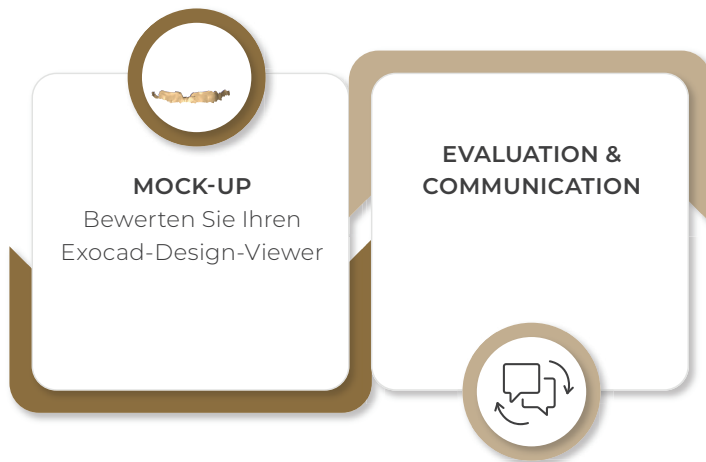 MOCK-UP
Bewerten Sie Ihren
Exocad-Design-Viewer
EVALUATION &
COMMUNICATION